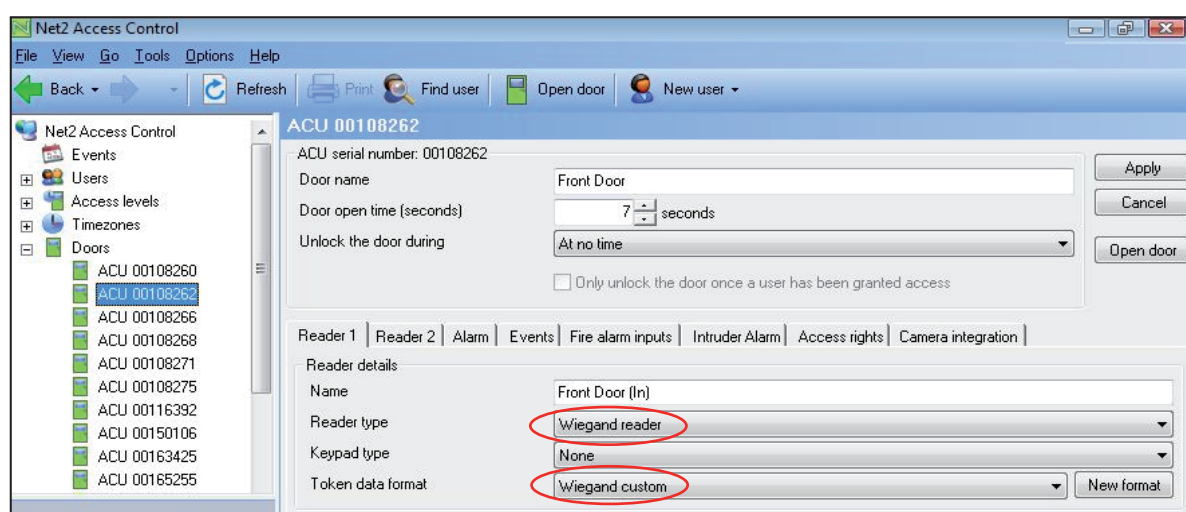 Net2 Access Control
File View Go Tools Options Help
Back Refresh Print Find user Open door New user
Net2 Access Control
Events
Users
Access levels
Timezones
Doors
ACU 00108260
ACU 00108262
ACU 00108266
ACU 00108268
ACU 00108271
ACU 00108275
ACU 00116392
ACU 00150106
ACU 00163425
ACU 00165255
ACU 00108262
ACU serial number: 00108262
Door name Front Door
Door open time (seconds) 7 seconds
Unlock the door during At no time
Only unlock the door once a user has been granted access
Apply
Cancel
Open door
Reader 1 Reader 2 Alarm Events Fire alarm inputs Intruder Alarm Access rights Camera integration
Reader details
Name Front Door (In)
Reader type Wiegand reader
Keypad type None
Token data format Wiegand custom New format